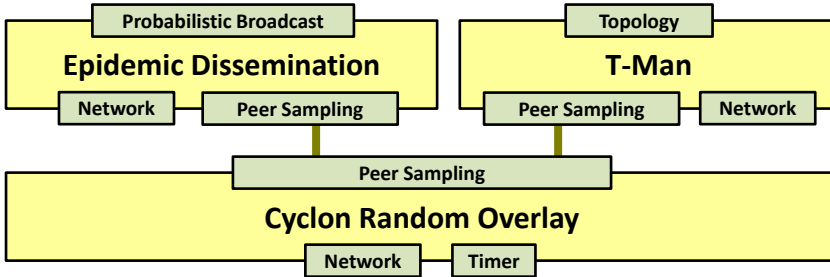 Probabilistic Broadcast
Epidemic Dissemination
Network
Peer Sampling
Topology
T-Man
Peer Sampling
Network
Peer Sampling
Cyclon Random Overlay
Network
Timer